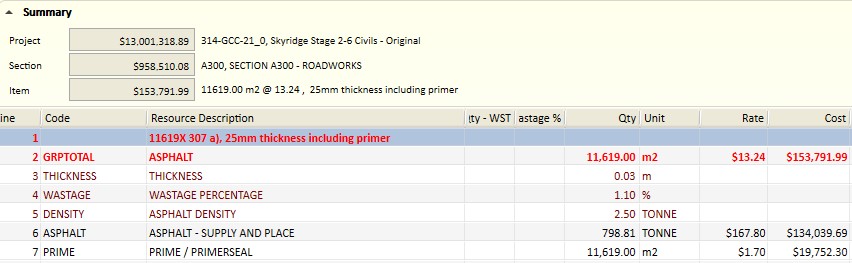 Summary
Project $13,001,318.89 314-GCC-21_0, Skyridge Stage 2-6 Civils - Original
Section $958,510.08 A300, SECTION A300 - ROADWORKS
Item $153,791.99 11619.00 m2 @ 13.24 , 25mm thickness including primer
ine Code Resource Description ty - WST astage % Qty Unit Rate Cost
1 11619X 307 a), 25mm thickness including primer
2 GRPTOTAL ASPHALT 11,619.00 m2 $13.24 $153,791.99
3 THICKNESS THICKNESS 0.03 m
4 WASTAGE WASTAGE PERCENTAGE 1.10 %
5 DENSITY ASPHALT DENSITY 2.50 TONNE
6 ASPHALT ASPHALT - SUPPLY AND PLACE 798.81 TONNE $167.80 $134,039.69
7 PRIME PRIME / PRIMERSEAL 11,619.00 m2 $1.70 $19,752.30